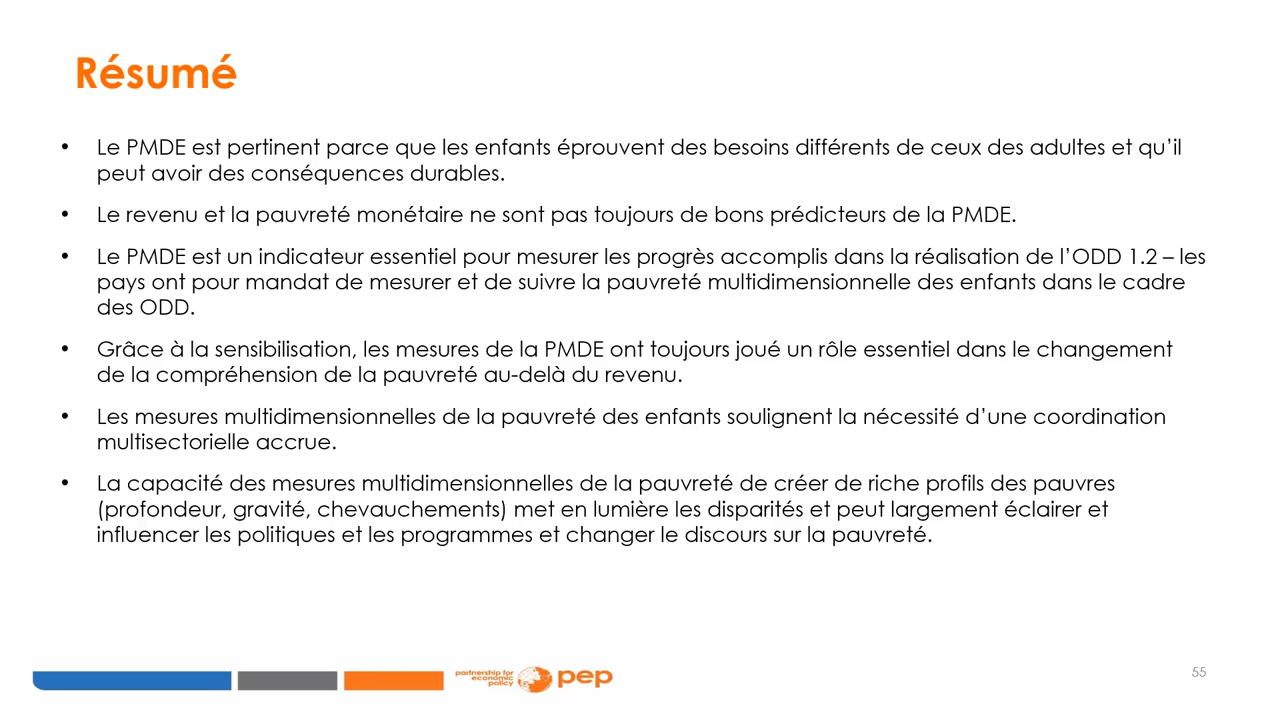 Résumé
• Le PMDE est pertinent parce que les enfants éprouvent des besoins différents de ceux des adultes et qu’il
peut avoir des conséquences durables.
• Le revenu et la pauvreté monétaire ne sont pas toujours de bons prédicteurs de la PMDE.
• Le PMDE est un indicateur essentiel pour mesurer les progrès accomplis dans la réalisation de l’ODD 1.2 – les
pays ont pour mandat de mesurer et de suivre la pauvreté multidimensionnelle des enfants dans le cadre
des ODD.
• Grâce à la sensibilisation, les mesures de la PMDE ont toujours joué un rôle essentiel dans le changement
de la compréhension de la pauvreté au-delà du revenu.
• Les mesures multidimensionnelles de la pauvreté des enfants soulignent la nécessité d’une coordination
multisectorielle accrue.
• La capacité des mesures multidimensionnelles de la pauvreté de créer de riche profils des pauvres
(profondeur, gravité, chevauchements) met en lumière les disparités et peut largement éclairer et
influencer les politiques et les programmes et changer le discours sur la pauvreté.
partnership for
economic
policy
pep
55